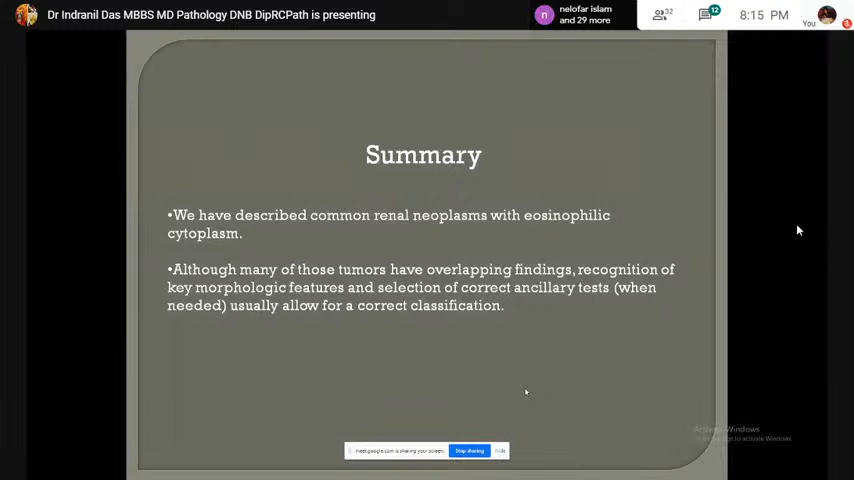 Dr Indranil Das MBBS MD Pathology DNB DipRCPath is presenting
n
nelofar islam
and 29 more
32
12
8:15 PM
You
Summary
•We have described common renal neoplasms with eosinophilic
cytoplasm.
•Although many of those tumors have overlapping findings, recognition of
key morphologic features and selection of correct ancillary tests (when
needed) usually allow for a correct classification.
Activate Windows
to activate Windows.
meet.google.com is sharing your screen.
Stop sharing
Hide